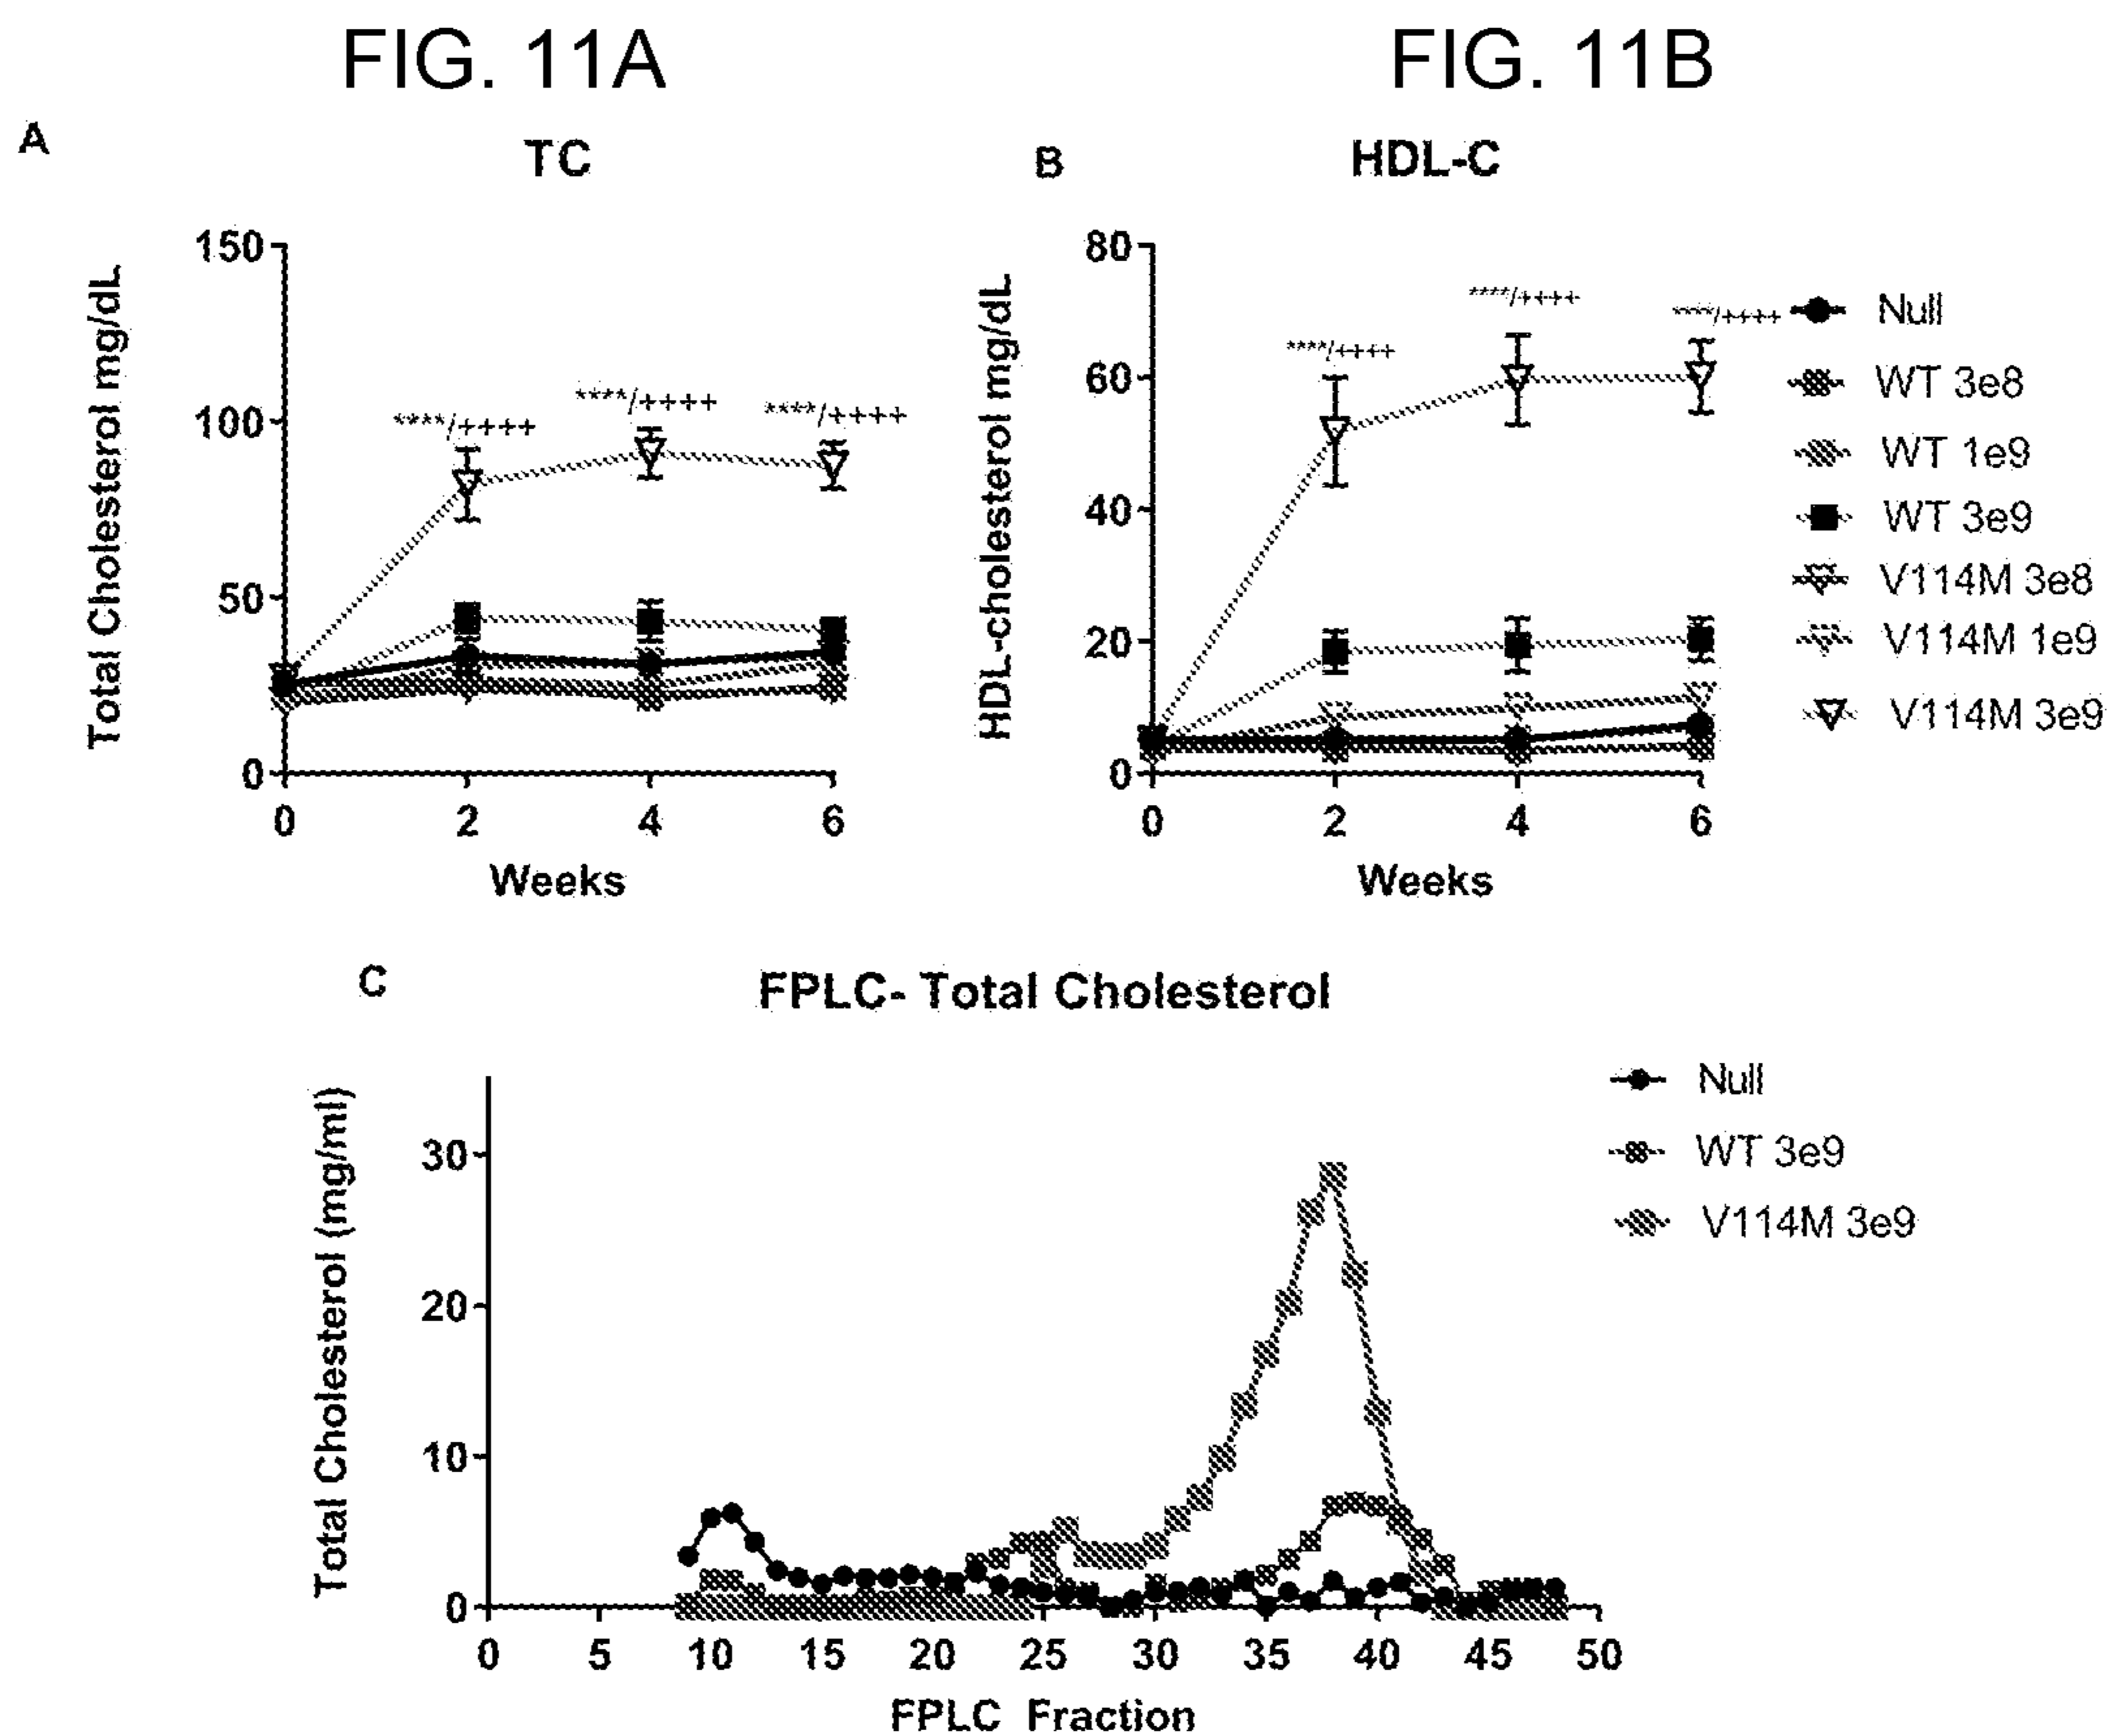 FIG. 11A
FIG. 11B
A
TC
Total Cholesterol mg/dL
150
100
50
0
****/++++
****/++++
****/++++
0 2 4 6
Weeks
B
HDL-C
HDL-cholesterol mg/dL
80
60
40
20
0
****/++++
****/++++
****/++++
0 2 4 6
Weeks
Null
WT 3e8
WT 1e9
WT 3e9
V114M 3e8
V114M 1e9
V114M 3e9
C
FPLC- Total Cholesterol
Total Cholesterol (mg/ml)
30
20
10
0
0 5 10 15 20 25 30 35 40 45 50
FPLC Fraction
Null
WT 3e9
V114M 3e9